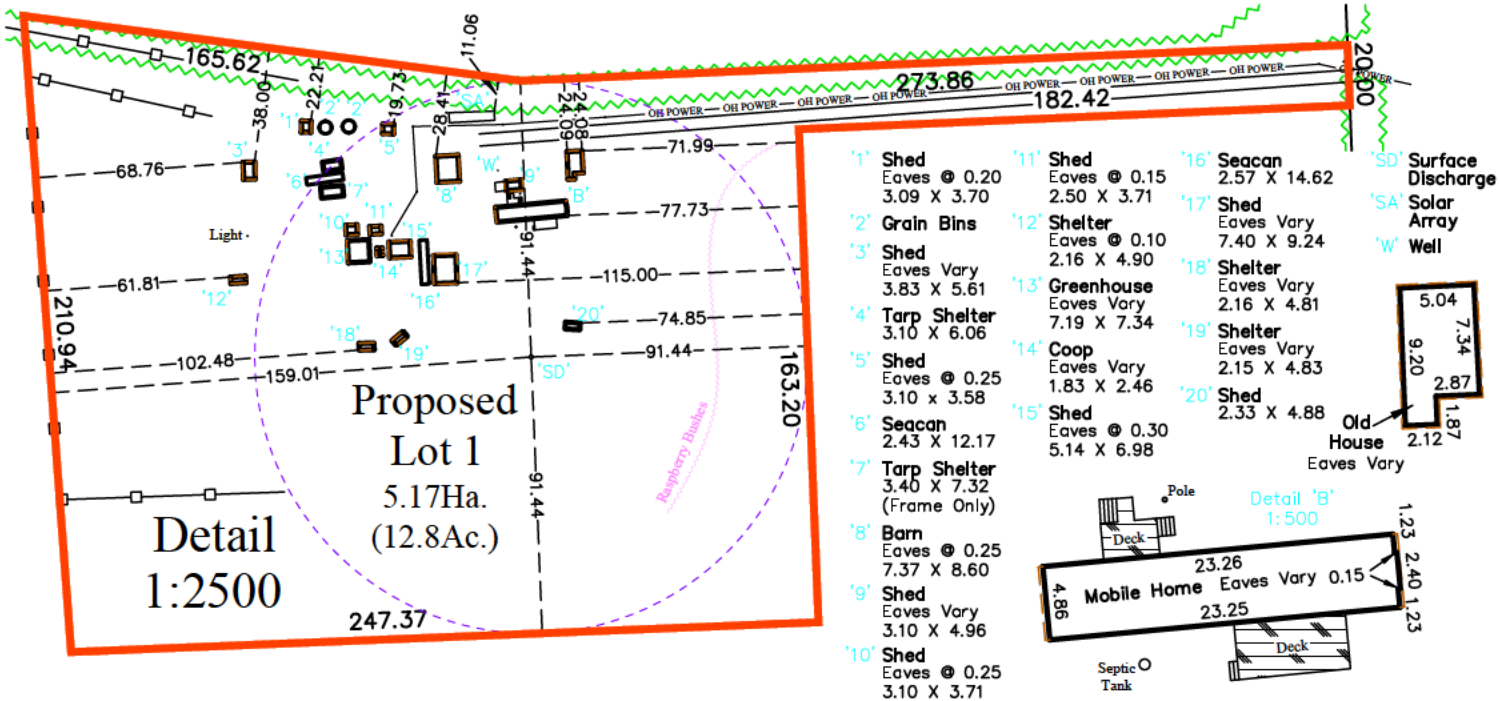 165.62
11.06
38.00
22.21
19.73
28.41
24.09
24.08
273.86
182.42
20.00
OH POWER
OH POWER
OH POWER
OH POWER
OH POWER
OH POWER
OH POWER
OH POWER
'SA'
'1'
'2'
'2'
'3'
'4'
'5'
'6'
'7'
'8'
'W'
'9'
'B'
68.76
71.99
77.73
'10'
'11'
'13'
'14'
'15'
'16'
'17'
Light
91.44
115.00
61.81
'12'
210.94
'18'
'19'
'20'
74.85
102.48
91.44
159.01
'SD'
163.20
Proposed
Lot 1
5.17Ha.
(12.8Ac.)
91.44
Raspberry Bushes
Detail
1:2500
247.37
'1' Shed
Eaves @ 0.20
3.09 X 3.70
'2' Grain Bins
'3' Shed
Eaves Vary
3.83 X 5.61
'4'
Tarp Shelter
3.10 X 6.06
'5'
Shed
Eaves @ 0.25
3.10 x 3.58
'6'
Seacan
2.43 X 12.17
'7'
Tarp Shelter
3.40 X 7.32
(Frame Only)
'8'
Barn
Eaves @ 0.25
7.37 X 8.60
'9'
Shed
Eaves Vary
3.10 X 4.96
'10'
Shed
Eaves @ 0.25
3.10 X 3.71
'11' Shed
Eaves @ 0.15
2.50 X 3.71
'12' Shelter
Eaves @ 0.10
2.16 X 4.90
'13' Greenhouse
Eaves Vary
7.19 X 7.34
'14' Coop
Eaves Vary
1.83 X 2.46
'15' Shed
Eaves @ 0.30
5.14 X 6.98
'16' Seacan
2.57 X 14.62
'17' Shed
Eaves Vary
7.40 X 9.24
'18' Shelter
Eaves Vary
2.16 X 4.81
'19' Shelter
Eaves Vary
2.15 X 4.83
'20' Shed
2.33 X 4.88
'SD' Surface
Discharge
'SA' Solar
Array
'W' Well
5.04
7.34
9.20
2.87
1.87
2.12
Old
House
Eaves Vary
Detail 'B'
1:500
Pole
Deck
23.26
Mobile Home Eaves Vary 0.15
23.25
4.86
1.23
2.40
1.23
Deck
Septic
Tank